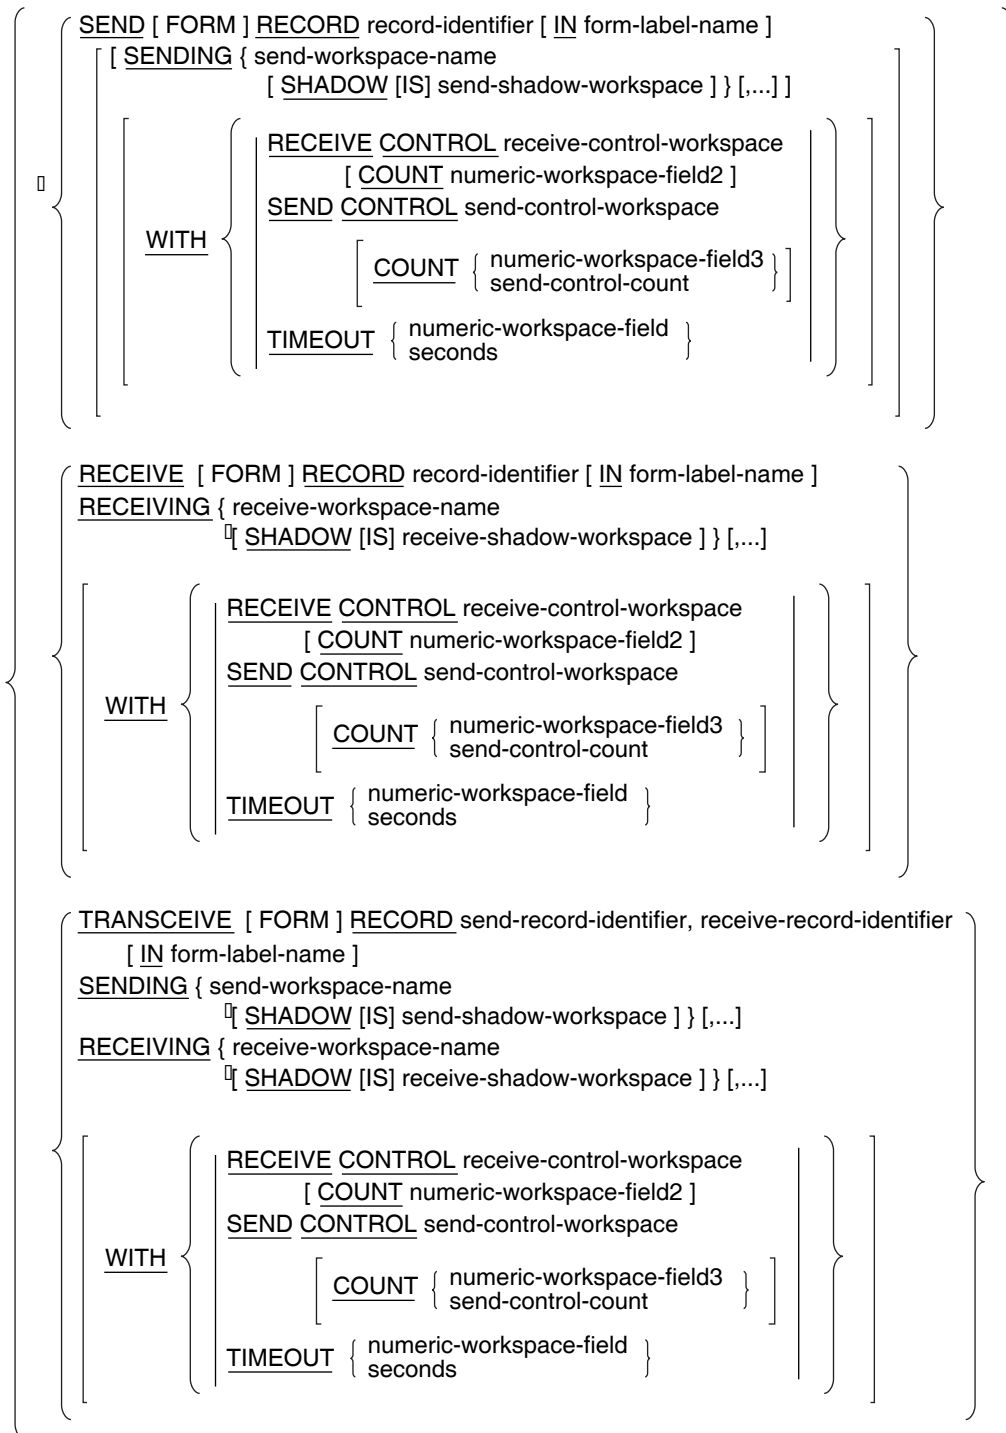 SEND [ FORM ] RECORD record-identifier [ IN form-label-name ]
[ SENDING { send-workspace-name
[ SHADOW [IS] send-shadow-workspace ] } [,...] ]
RECEIVE CONTROL receive-control-workspace
[ COUNT numeric-workspace-field2 ]
SEND CONTROL send-control-workspace
WITH
COUNT { numeric-workspace-field3
send-control-count }
TIMEOUT { numeric-workspace-field
seconds }
RECEIVE [ FORM ] RECORD record-identifier [ IN form-label-name ]
RECEIVING { receive-workspace-name
[ SHADOW [IS] receive-shadow-workspace ] } [,...]
RECEIVE CONTROL receive-control-workspace
[ COUNT numeric-workspace-field2 ]
SEND CONTROL send-control-workspace
WITH
COUNT { numeric-workspace-field3
send-control-count }
TIMEOUT { numeric-workspace-field
seconds }
TRANSCEIVE [ FORM ] RECORD send-record-identifier, receive-record-identifier
[ IN form-label-name ]
SENDING { send-workspace-name
[ SHADOW [IS] send-shadow-workspace ] } [,...]
RECEIVING { receive-workspace-name
[ SHADOW [IS] receive-shadow-workspace ] } [,...]
RECEIVE CONTROL receive-control-workspace
[ COUNT numeric-workspace-field2 ]
SEND CONTROL send-control-workspace
WITH
COUNT { numeric-workspace-field3
send-control-count }
TIMEOUT { numeric-workspace-field
seconds }